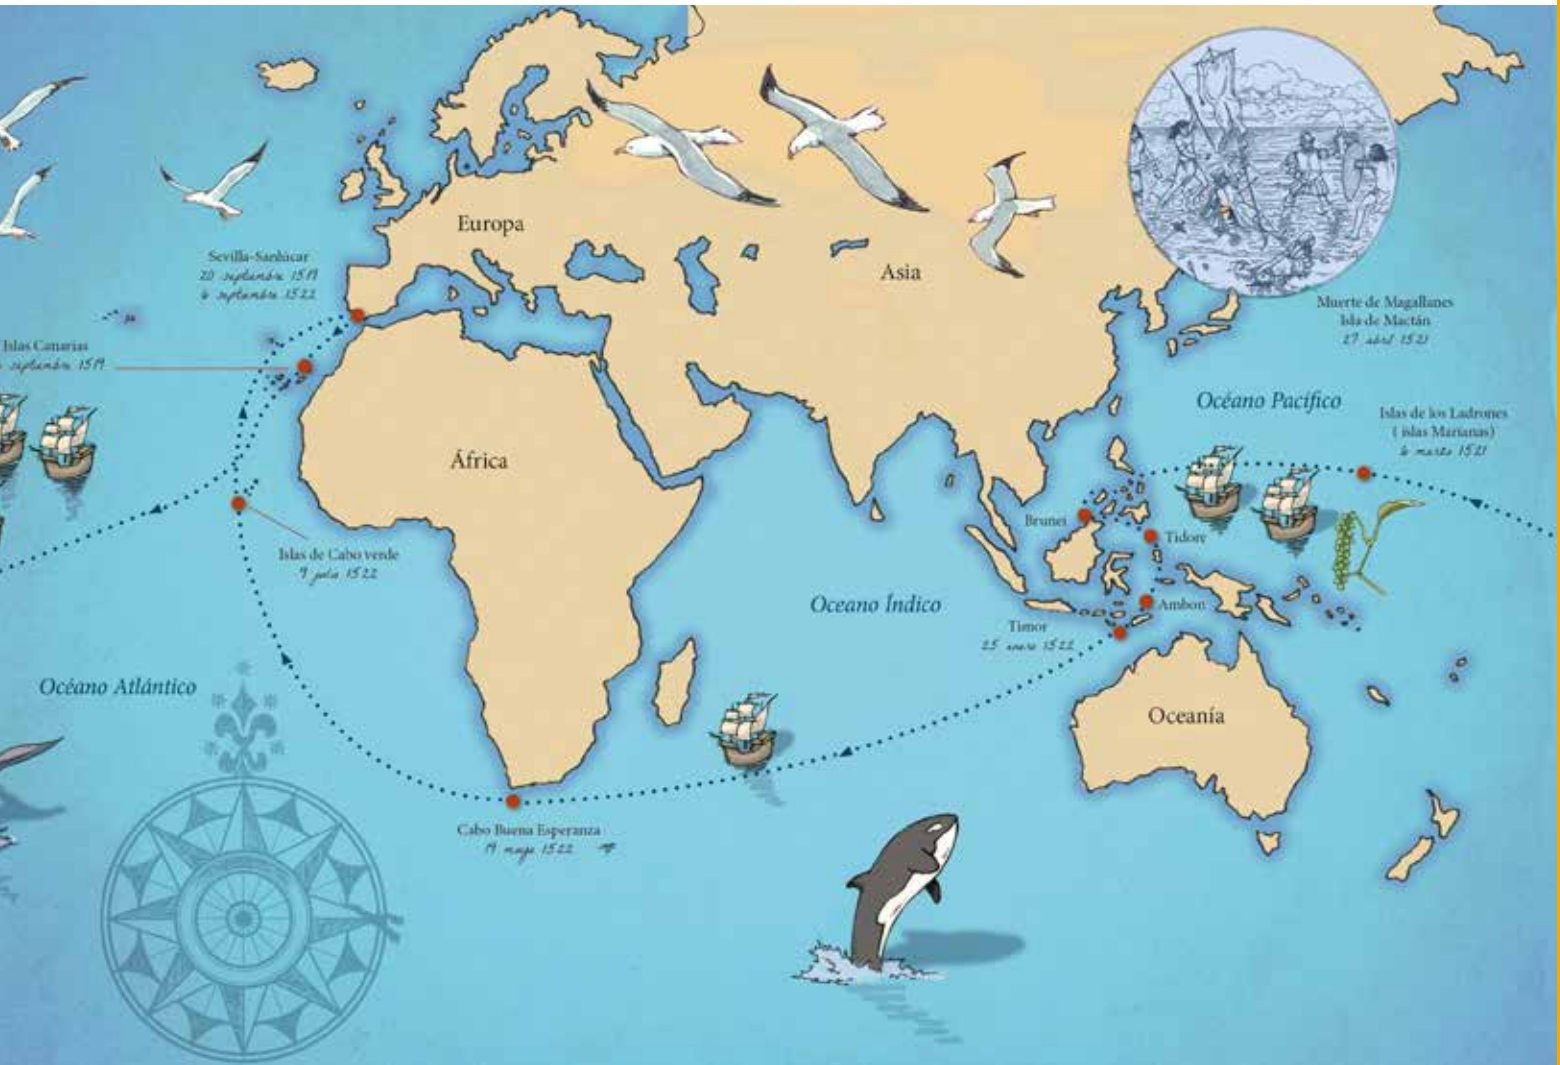 Europa
Sevilla-Sanlúcar
20 septiembre 1519
6 septiembre 1522
Asia
Muerte de Magallanes
Isla de Mactán
27 abril 1521
Islas Canarias
septiembre 1519
Océano Pacífico
Islas de los Ladrones
( islas Marianas)
6 marzo 1521
África
Brunei
Tidore
Islas de Cabo verde
9 julio 1522
Oceano Índico
Ambon
Timor
25 enero 1522
Océano Atlántico
Oceanía
Cabo Buena Esperanza
19 mayo 1522